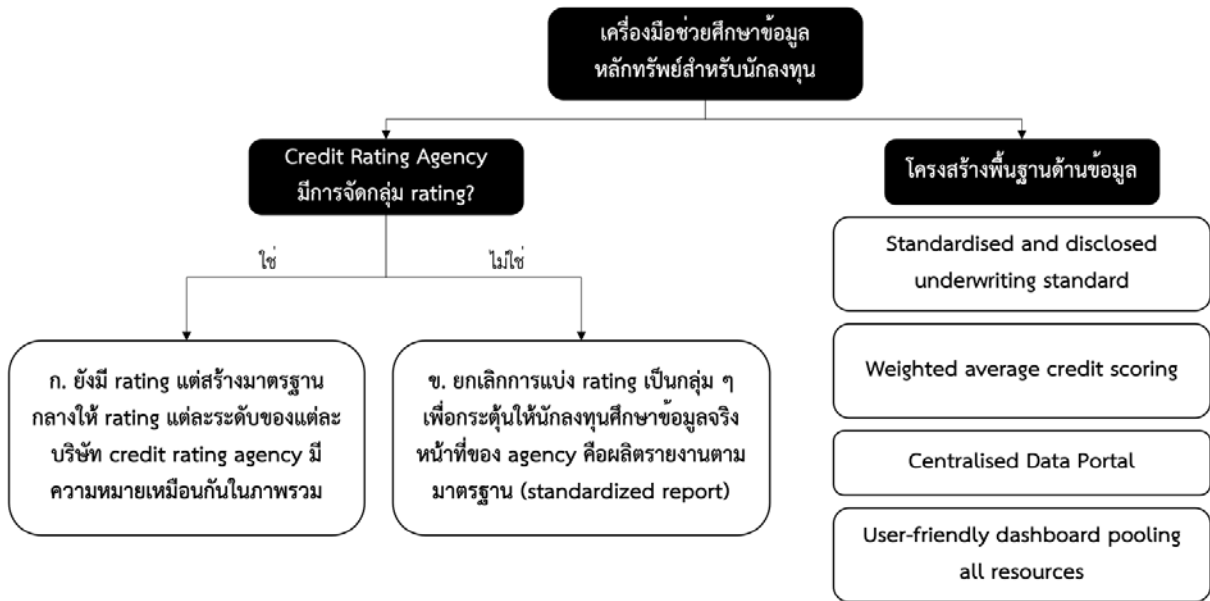 เครื่องมือช่วยศึกษาข้อมูล
หลักทรัพย์สำหรับนักลงทุน
Credit Rating Agency
มีการจัดกลุ่ม rating?
ใช่
ไม่ใช่
ก. ยังมี rating แต่สร้างมาตรฐาน
กลางให้ rating แต่ละระดับของแต่ละ
บริษัท credit rating agency มี
ความหมายเหมือนกันในภาพรวม
ข. ยกเลิกการแบ่ง rating เป็นกลุ่ม ๆ
เพื่อกระตุ้นให้นักลงทุนศึกษาข้อมูลจริง
หน้าที่ของ agency คือผลิตรายงานตาม
มาตรฐาน (standardized report)
โครงสร้างพื้นฐานด้านข้อมูล
Standardised and disclosed
underwriting standard
Weighted average credit scoring
Centralised Data Portal
User-friendly dashboard pooling
all resources